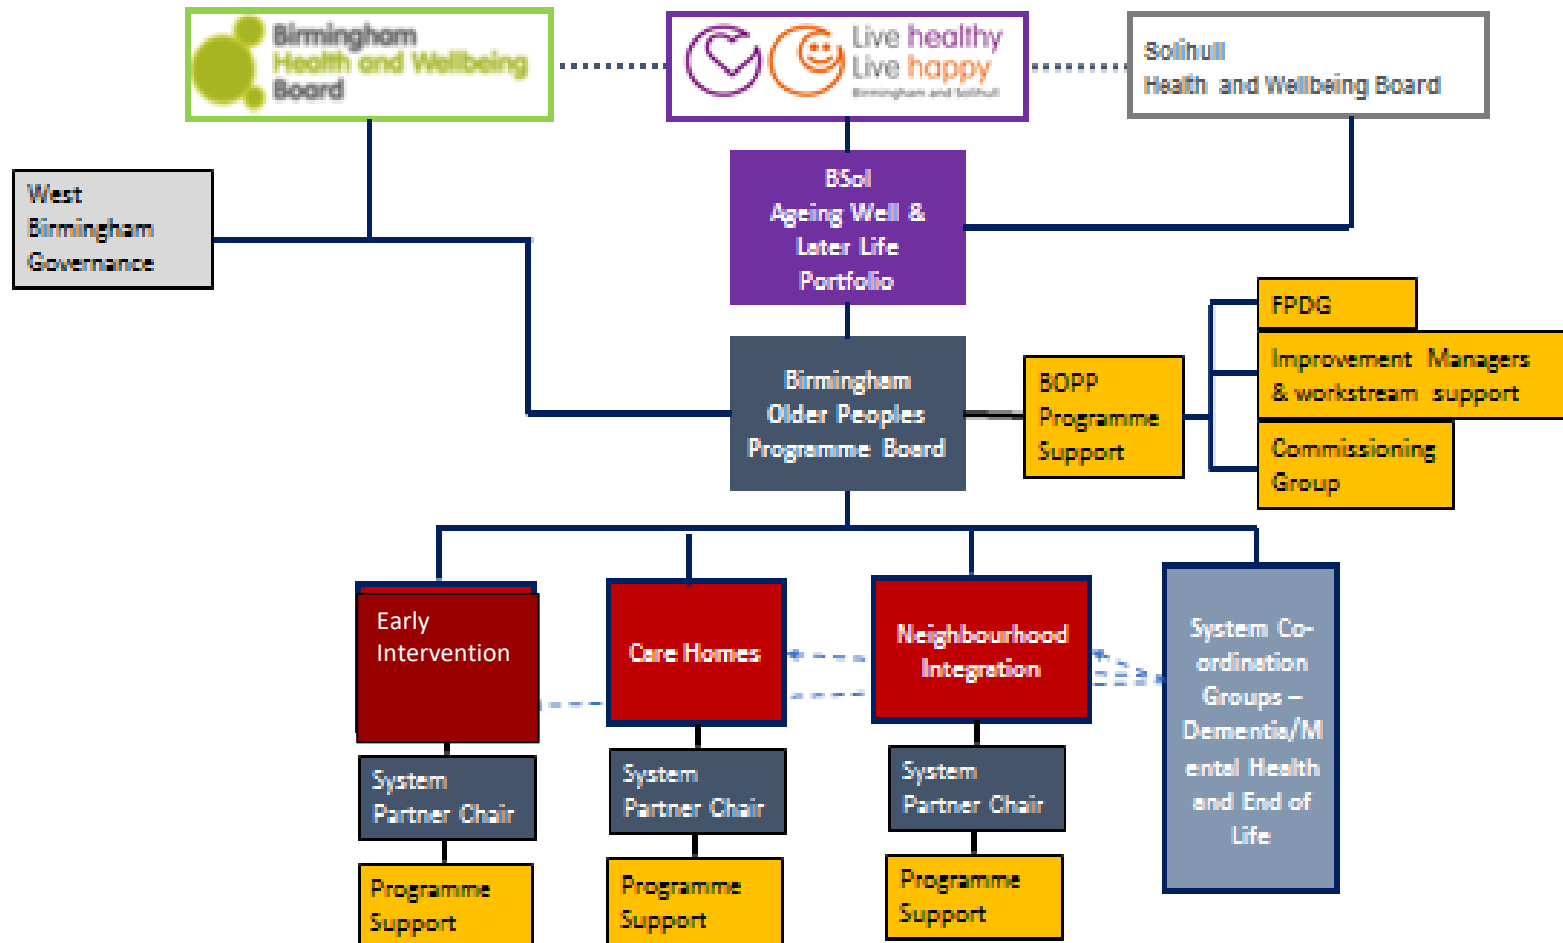 Birmingham
Health and Wellbeing
Board
Live healthy
Live happy
Birmingham and Solihull
Solihull
Health and Wellbeing Board
West
Birmingham
Governance
BSol
Ageing Well &
Later Life
Portfolio
Birmingham
Older Peoples
Programme Board
BOPP
Programme
Support
FPDG
Improvement Managers
& workstream support
Commissioning
Group
Early
Intervention
Care Homes
Neighbourhood
Integration
System Co-
ordination
Groups –
Dementia/M
ental Health
and End of
Life
System
Partner Chair
System
Partner Chair
System
Partner Chair
Programme
Support
Programme
Support
Programme
Support